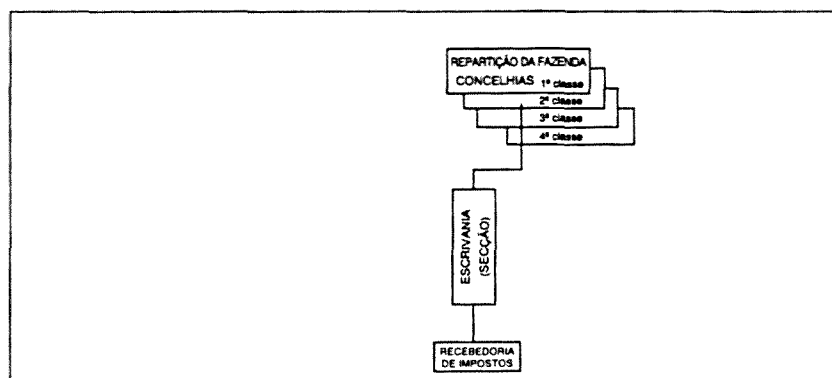 REPARTIÇÃO DA FAZENDA
CONCELHIAS 1ª classe
2ª classe
3ª classe
4ª classe
ESCRIVANIA
(SECÇÃO)
RECEBEDORIA
DE IMPOSTOS